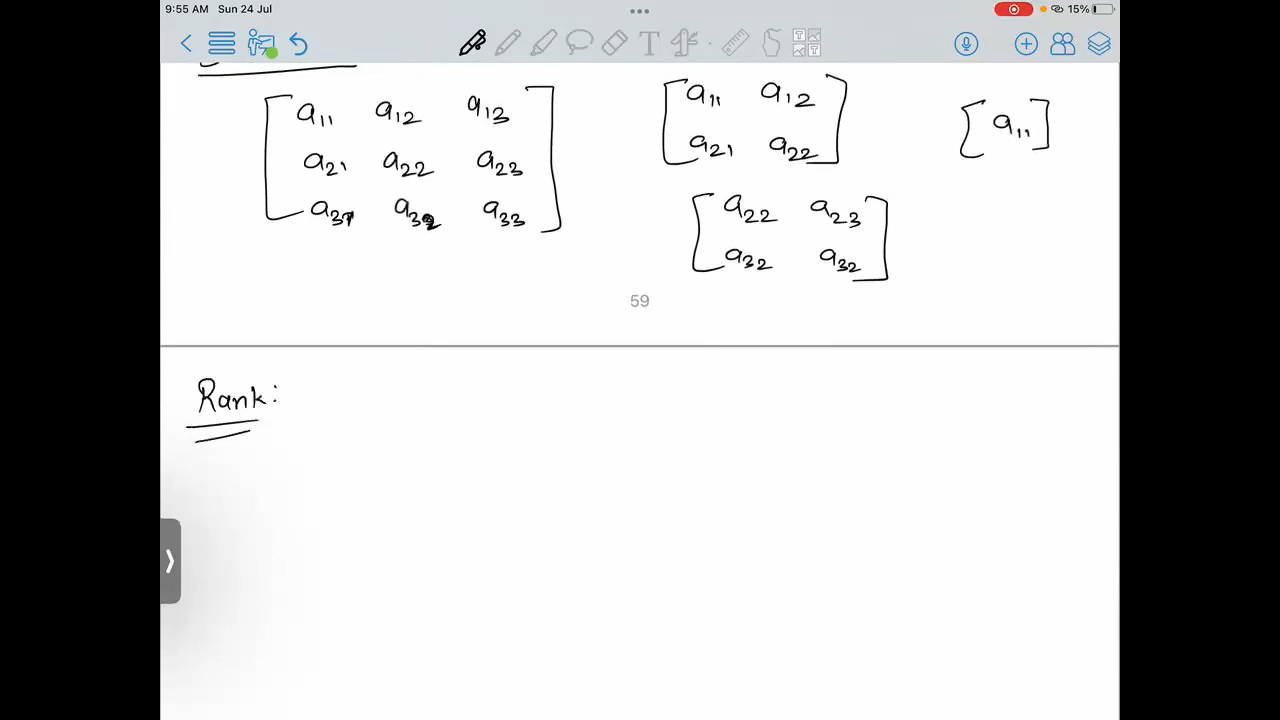 9:55 AM Sun 24 Jul
15%
a11 a12 a13
a21 a22 a23
a31 a32 a33
a11 a12
a21 a22
a11
a22 a23
a32 a32
59
Rank: